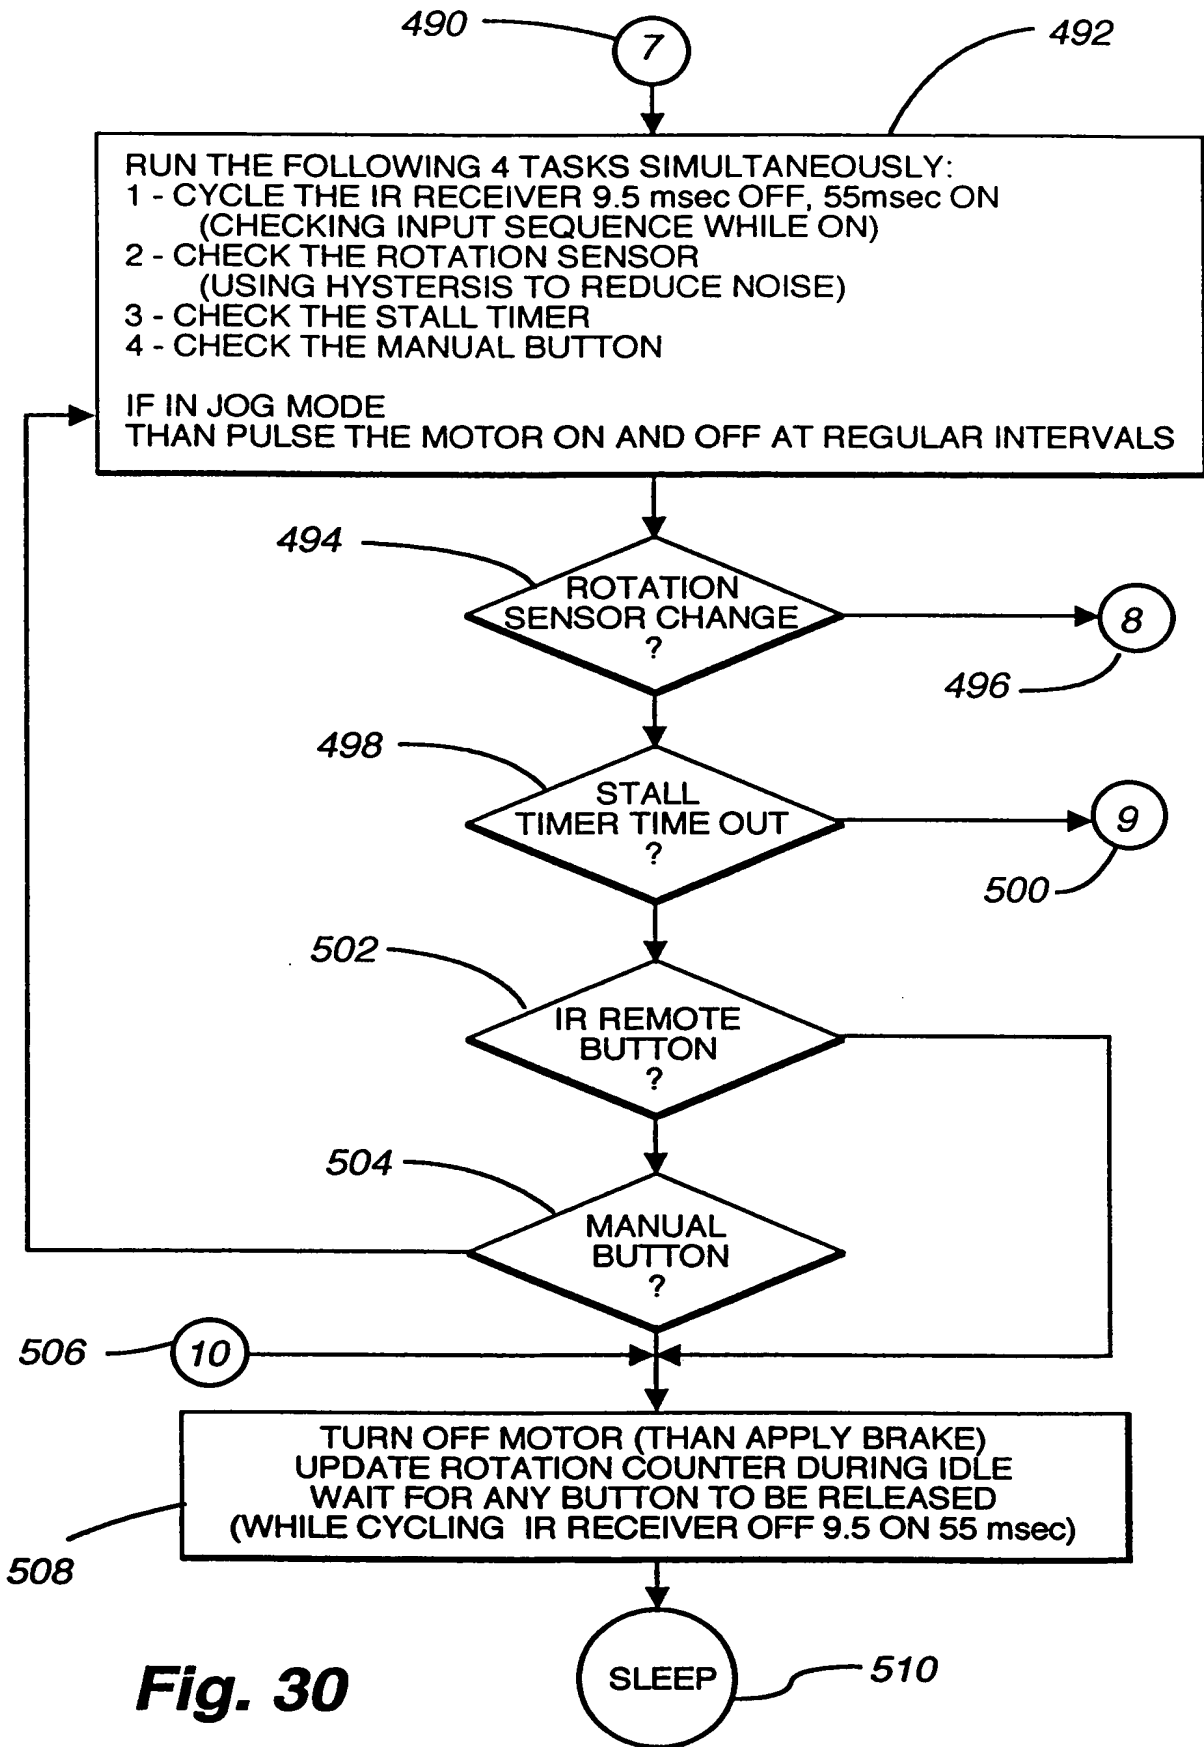 490
7
492
RUN THE FOLLOWING 4 TASKS SIMULTANEOUSLY:
1 - CYCLE THE IR RECEIVER 9.5 msec OFF, 55msec ON
(CHECKING INPUT SEQUENCE WHILE ON)
2 - CHECK THE ROTATION SENSOR
(USING HYSTERSIS TO REDUCE NOISE)
3 - CHECK THE STALL TIMER
4 - CHECK THE MANUAL BUTTON
IF IN JOG MODE
THAN PULSE THE MOTOR ON AND OFF AT REGULAR INTERVALS
494
ROTATION
SENSOR CHANGE
?
8
496
498
STALL
TIMER TIME OUT
?
9
500
502
IR REMOTE
BUTTON
?
504
MANUAL
BUTTON
?
506
10
TURN OFF MOTOR (THAN APPLY BRAKE)
UPDATE ROTATION COUNTER DURING IDLE
WAIT FOR ANY BUTTON TO BE RELEASED
(WHILE CYCLING IR RECEIVER OFF 9.5 ON 55 msec)
508
SLEEP
510
Fig. 30